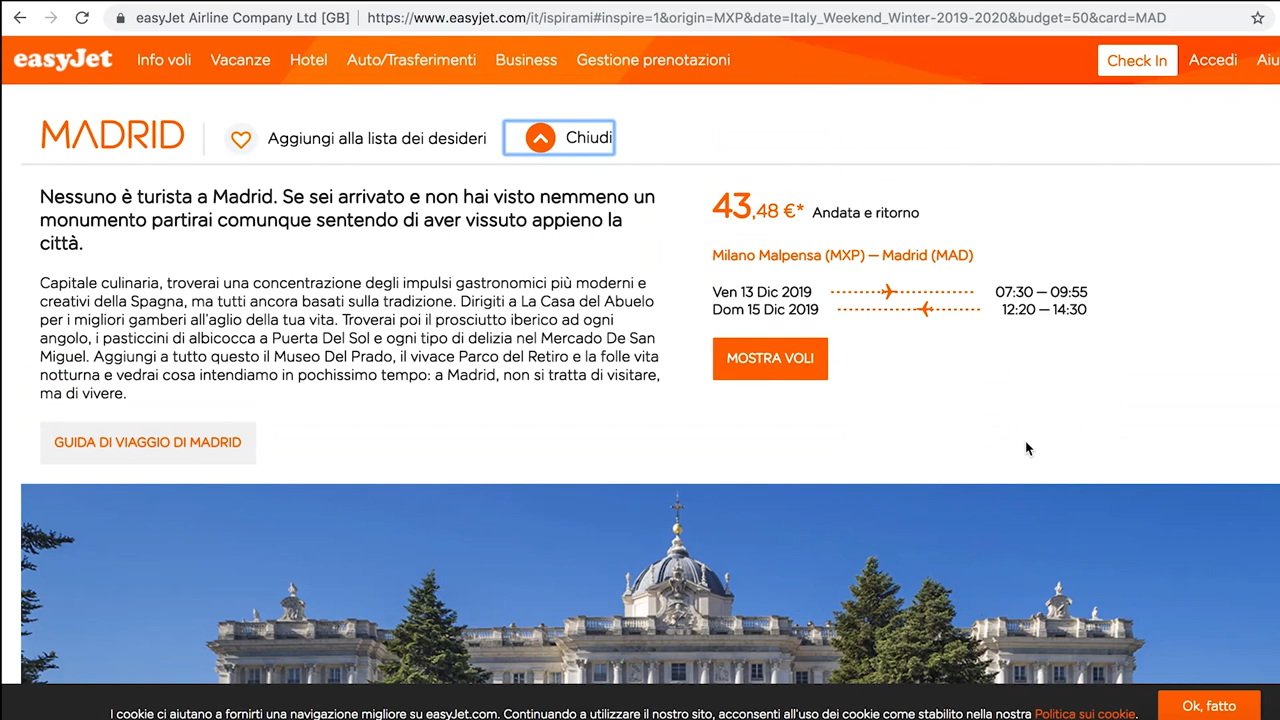 easyJet Airline Company Ltd [GB] | https://www.easyjet.com/it/ispirami#inspire=1&origin=MXP&date=Italy_Weekend_Winter-2019-2020&budget=50&card=MAD
easyJet Info voli Vacanze Hotel Auto/Trasferimenti Business Gestione prenotazioni Check In Accedi Aiu
MADRID Aggiungi alla lista dei desideri Chiudi
Nessuno è turista a Madrid. Se sei arrivato e non hai visto nemmeno un
monumento partirai comunque sentendo di aver vissuto appieno la
città.
Capitale culinaria, troverai una concentrazione degli impulsi gastronomici più moderni e
creativi della Spagna, ma tutti ancora basati sulla tradizione. Dirigiti a La Casa del Abuelo
per i migliori gamberi all'aglio della tua vita. Troverai poi il prosciutto iberico ad ogni
angolo, i pasticcini di albicocca a Puerta Del Sol e ogni tipo di delizia nel Mercado De San
Miguel. Aggiungi a tutto questo il Museo Del Prado, il vivace Parco del Retiro e la folle vita
notturna e vedrai cosa intendiamo in pochissimo tempo: a Madrid, non si tratta di visitare,
ma di vivere.
GUIDA DI VIAGGIO DI MADRID
43,48 €* Andata e ritorno
Milano Malpensa (MXP) — Madrid (MAD)
Ven 13 Dic 2019 07:30 — 09:55
Dom 15 Dic 2019 12:20 — 14:30
MOSTRA VOLI
I cookie ci aiutano a fornirti una navigazione migliore su easyJet.com. Continuando a utilizzare il nostro sito, acconsenti all'uso dei cookie come stabilito nella nostra Politica sui cookie.
Ok, fatto